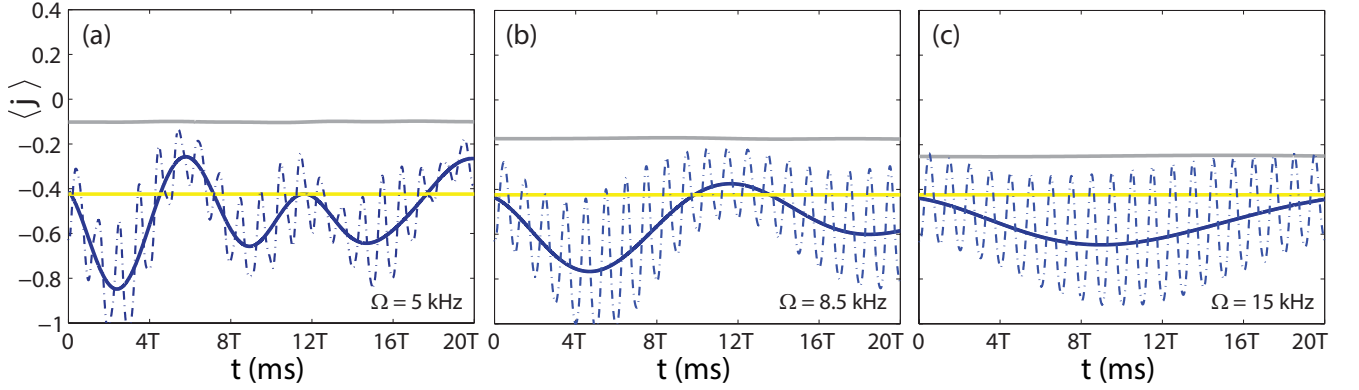 0.4
0.2
0
−0.2
−0.4
−0.6
−0.8
−1
⟨ j ⟩
(a)
Ω = 5 kHz
0 4T 8T 12T 16T 20T
t (ms)
(b)
Ω = 8.5 kHz
0 4T 8T 12T 16T 20T
t (ms)
(c)
Ω = 15 kHz
0 4T 8T 12T 16T 20T
t (ms)